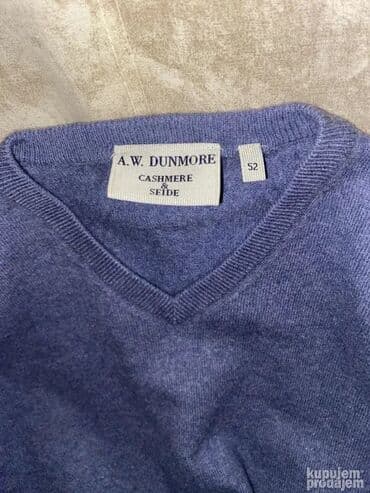 A.W. DUNMORE
CASHMERE
&
SEIDE
52
kupujem
prodajem